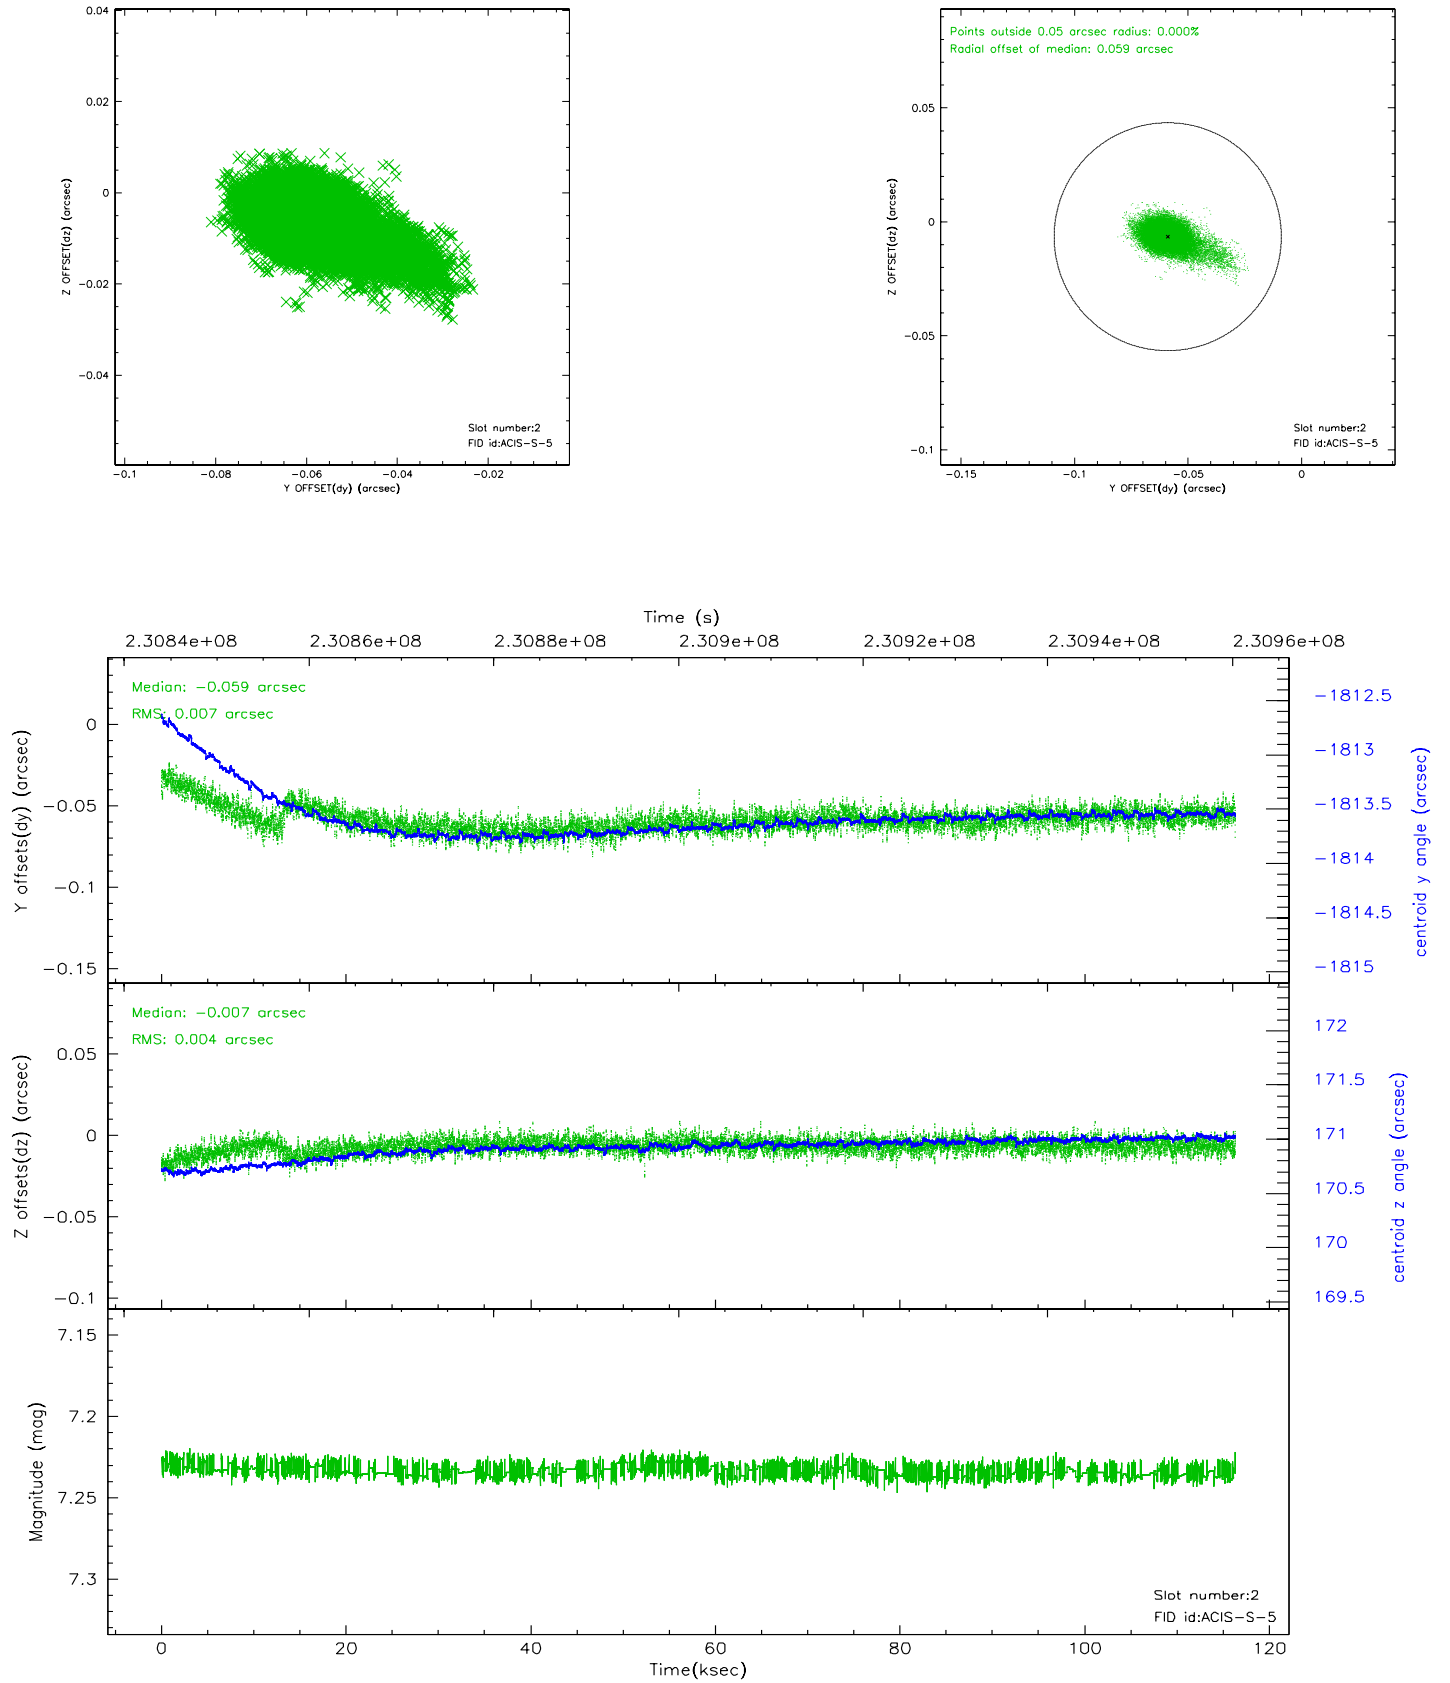 0.04
0.02
0
−0.02
−0.04
Z OFFSET(dz) (arcsec)
Slot number:2
FID id:ACIS−S−5
−0.1
−0.08
−0.06
−0.04
−0.02
Y OFFSET(dy) (arcsec)
Points outside 0.05 arcsec radius: 0.000%
Radial offset of median: 0.059 arcsec
0.05
0
−0.05
−0.1
Z OFFSET(dz) (arcsec)
Slot number:2
FID id:ACIS−S−5
−0.15
−0.1
−0.05
0
Y OFFSET(dy) (arcsec)
Time (s)
2.3084e+08
2.3086e+08
2.3088e+08
2.309e+08
2.3092e+08
2.3094e+08
2.3096e+08
Median: −0.059 arcsec
RMS: 0.007 arcsec
0
−0.05
−0.1
−0.15
Y offsets(dy) (arcsec)
−1812.5
−1813
−1813.5
−1814
−1814.5
−1815
centroid y angle (arcsec)
Median: −0.007 arcsec
RMS: 0.004 arcsec
0.05
0
−0.05
−0.1
Z offsets(dz) (arcsec)
172
171.5
171
170.5
170
169.5
centroid z angle (arcsec)
7.15
7.2
7.25
7.3
Magnitude (mag)
Slot number:2
FID id:ACIS−S−5
0
20
40
60
80
100
120
Time(ksec)